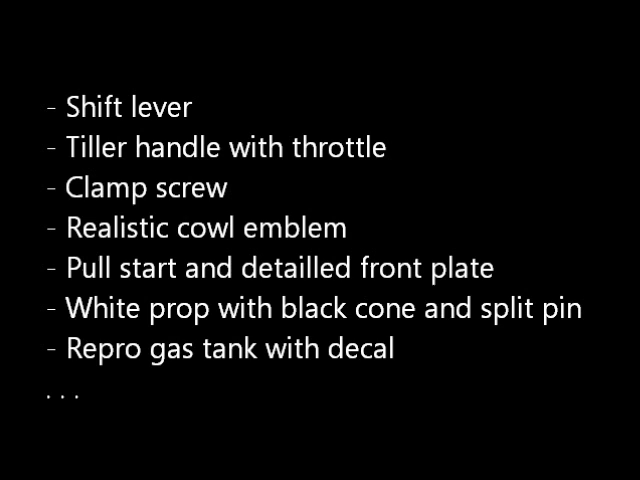 - Shift lever
- Tiller handle with throttle
- Clamp screw
- Realistic cowl emblem
- Pull start and detailled front plate
- White prop with black cone and split pin
- Repro gas tank with decal
. . .